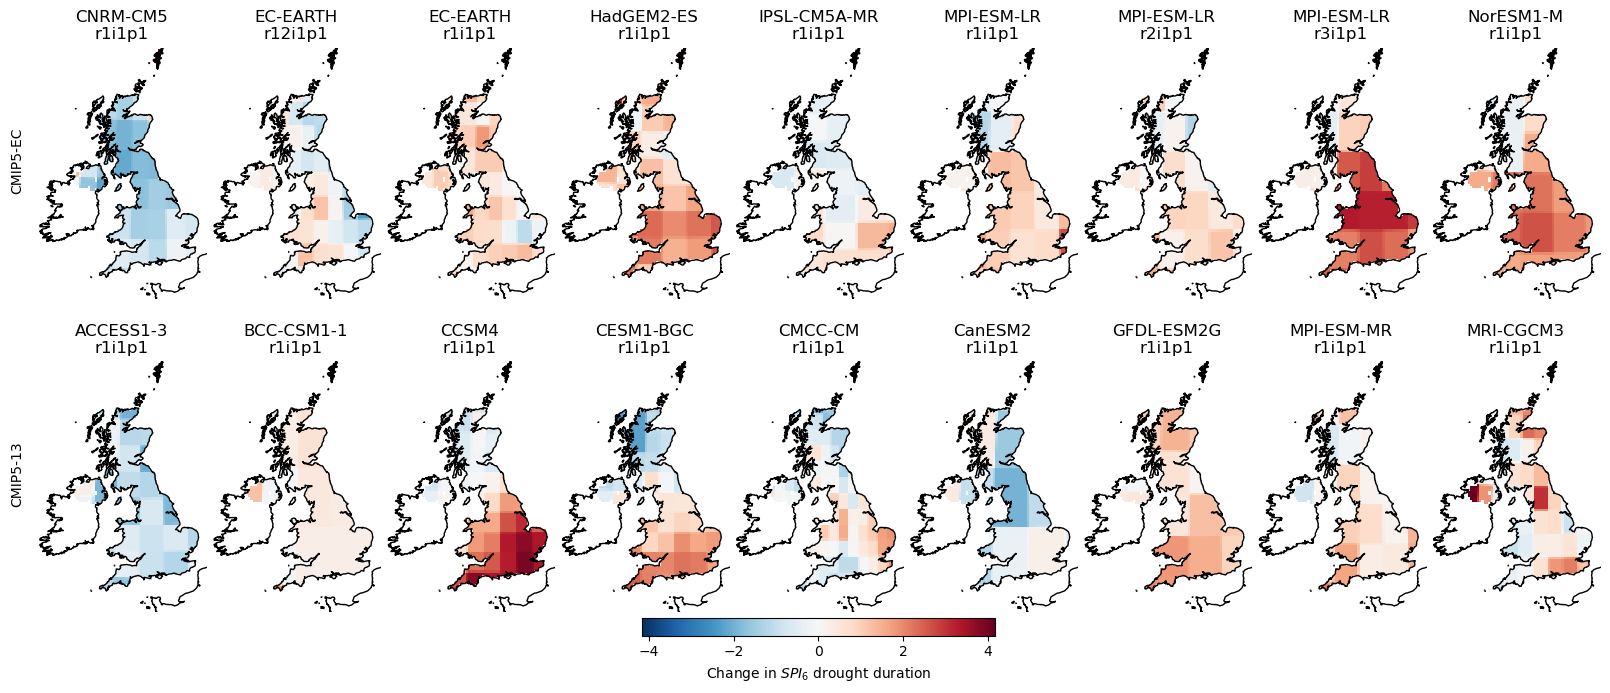 CNRM-CM5
r1i1p1
EC-EARTH
r12i1p1
EC-EARTH
r1i1p1
HadGEM2-ES
r1i1p1
IPSL-CM5A-MR
r1i1p1
MPI-ESM-LR
r1i1p1
MPI-ESM-LR
r2i1p1
MPI-ESM-LR
r3i1p1
NorESM1-M
r1i1p1
CMIP5-EC
ACCESS1-3
r1i1p1
BCC-CSM1-1
r1i1p1
CCSM4
r1i1p1
CESM1-BGC
r1i1p1
CMCC-CM
r1i1p1
CanESM2
r1i1p1
GFDL-ESM2G
r1i1p1
MPI-ESM-MR
r1i1p1
MRI-CGCM3
r1i1p1
CMIP5-13
−4 −2 0 2 4
Change in SPI₆ drought duration